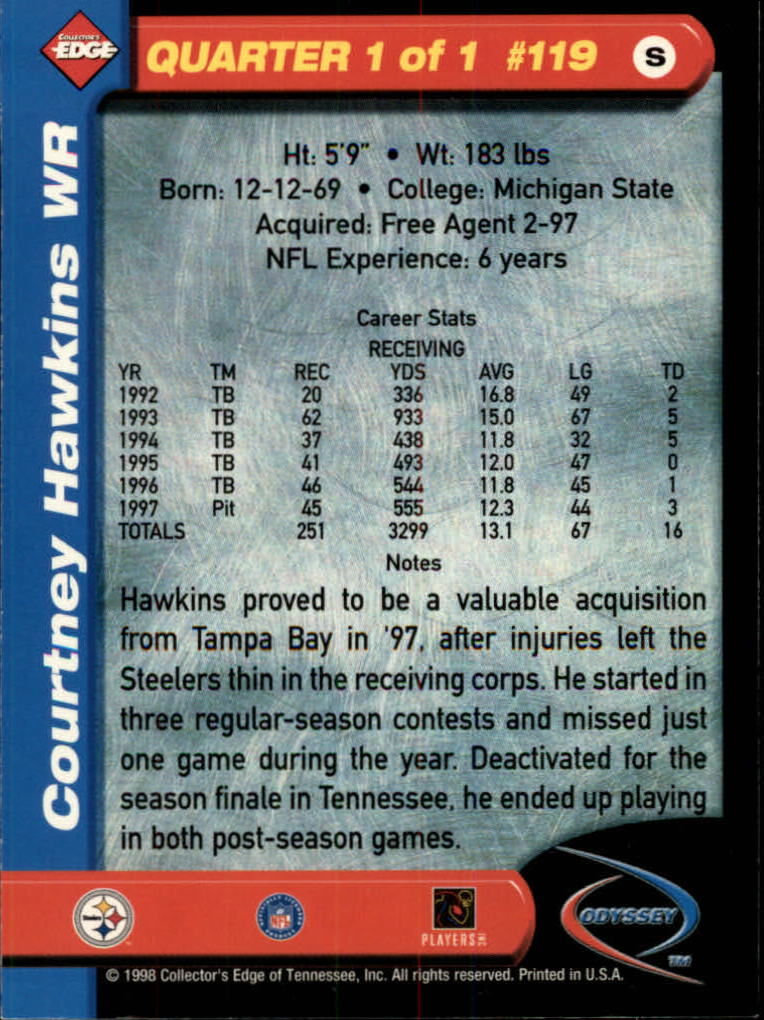 COLLECTOR'S
EDGE
QUARTER 1 of 1 #119 S
Courtney Hawkins WR
Ht: 5'9" • Wt: 183 lbs
Born: 12-12-69 • College: Michigan State
Acquired: Free Agent 2-97
NFL Experience: 6 years
Career Stats
RECEIVING
YR TM REC YDS AVG LG TD
1992 TB 20 336 16.8 49 2
1993 TB 62 933 15.0 67 5
1994 TB 37 438 11.8 32 5
1995 TB 41 493 12.0 47 0
1996 TB 46 544 11.8 45 1
1997 Pit 45 555 12.3 44 3
TOTALS 251 3299 13.1 67 16
Notes
Hawkins proved to be a valuable acquisition
from Tampa Bay in '97, after injuries left the
Steelers thin in the receiving corps. He started in
three regular-season contests and missed just
one game during the year. Deactivated for the
season finale in Tennessee, he ended up playing
in both post-season games.
Steelers
NFL
PLAYERS INC
ODYSSEY
TM
© 1998 Collector's Edge of Tennessee, Inc. All rights reserved. Printed in U.S.A.